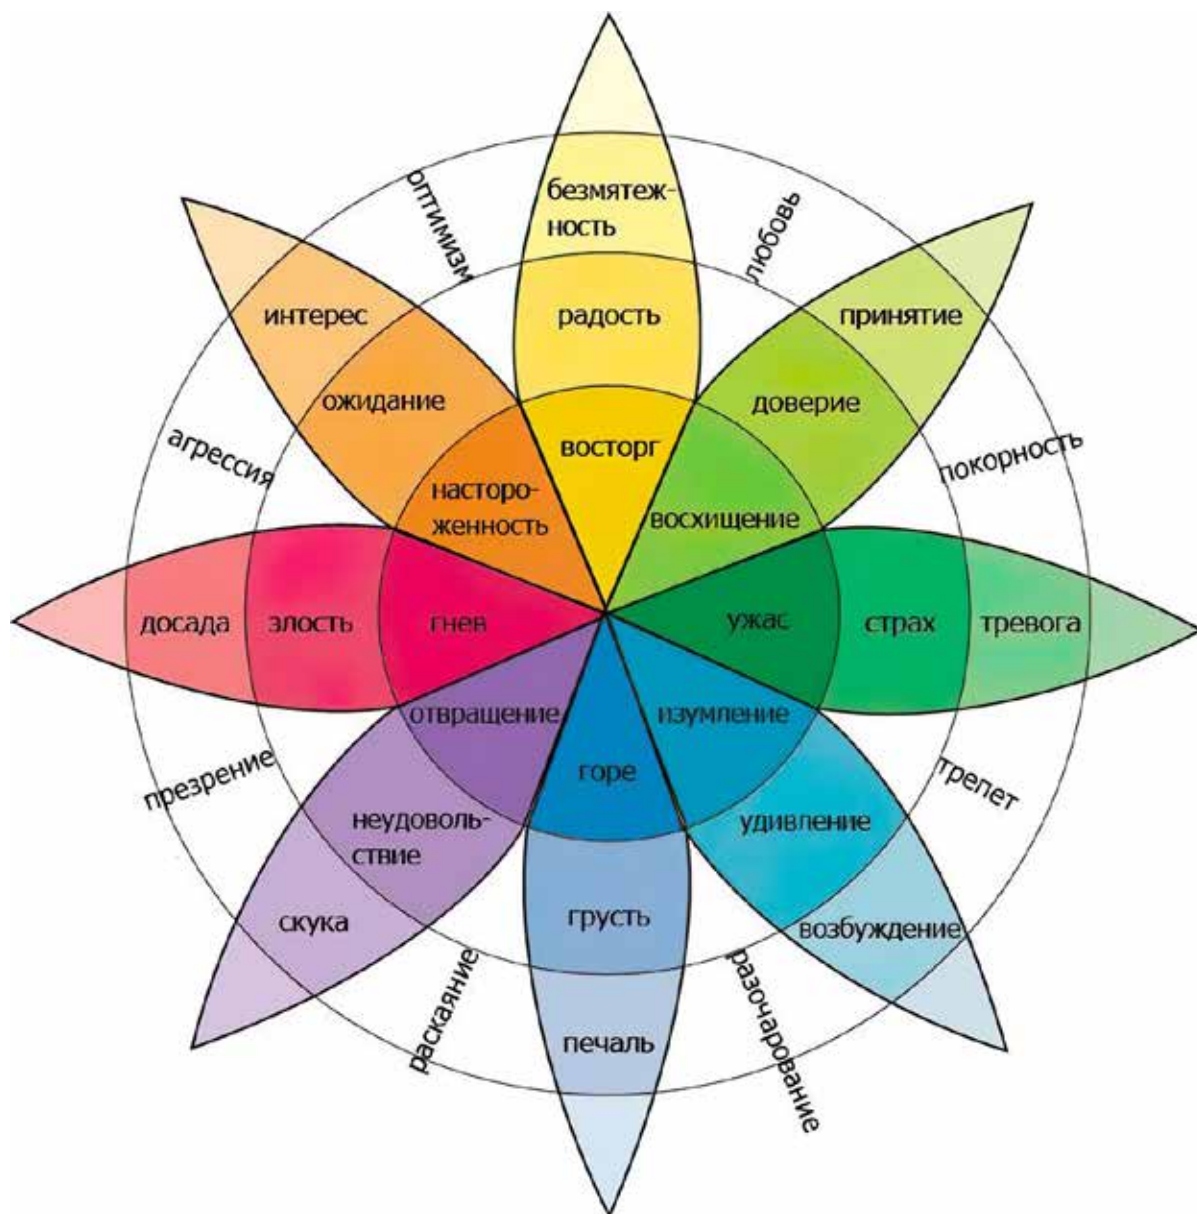 безмятеж-
ность
оптимизм
любовь
интерес
радость
принятие
ожидание
доверие
агрессия
восторг
покорность
насторо-
женность
восхищение
досада
злость
гнев
ужас
страх
тревога
отвращение
изумление
презрение
горе
трепет
неудоволь-
ствие
удивление
скука
грусть
возбуждение
раскаяние
разочарование
печаль